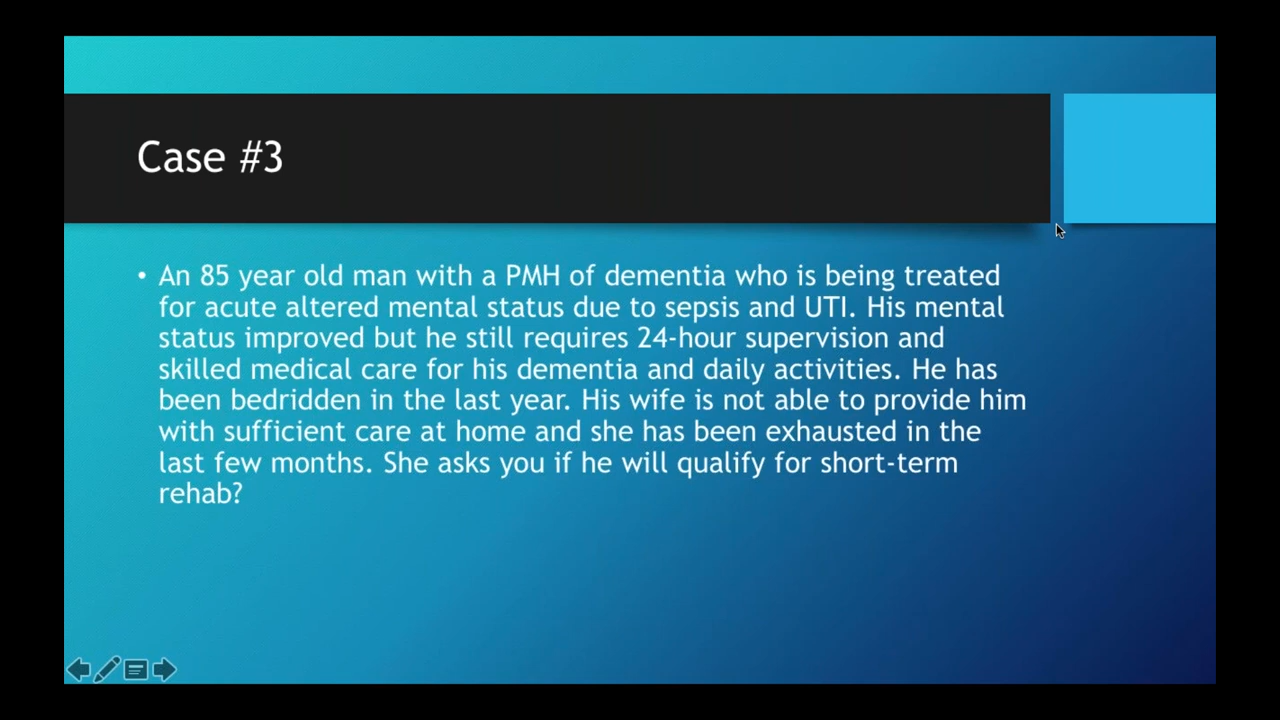 Case #3
• An 85 year old man with a PMH of dementia who is being treated
for acute altered mental status due to sepsis and UTI. His mental
status improved but he still requires 24-hour supervision and
skilled medical care for his dementia and daily activities. He has
been bedridden in the last year. His wife is not able to provide him
with sufficient care at home and she has been exhausted in the
last few months. She asks you if he will qualify for short-term
rehab?